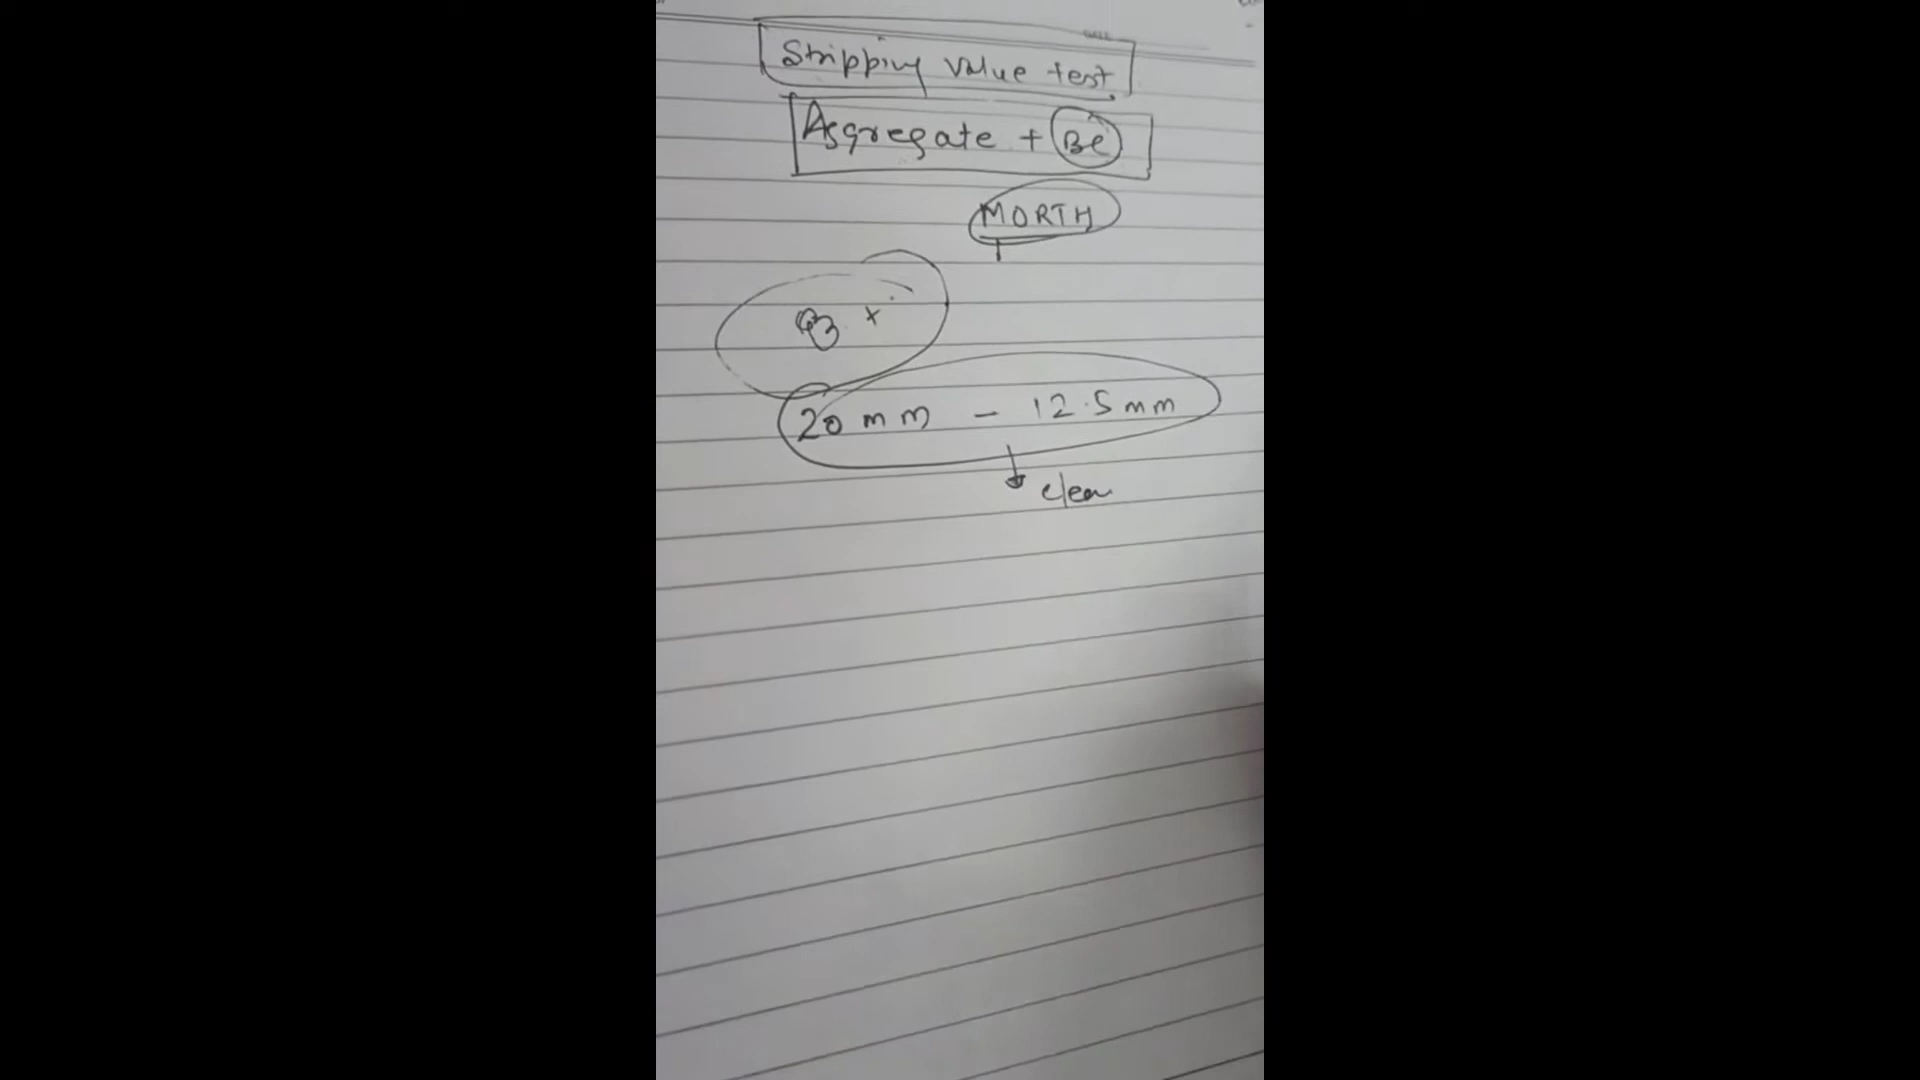 Stripping value test
Aggregate + Be
MORTH
20 mm - 12.5 mm
clean